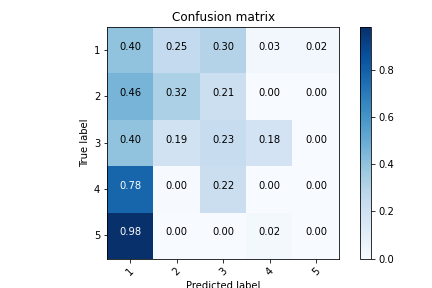 Confusion matrix
1 0.40 0.25 0.30 0.03 0.02
2 0.46 0.32 0.21 0.00 0.00
3 0.40 0.19 0.23 0.18 0.00
4 0.78 0.00 0.22 0.00 0.00
5 0.98 0.00 0.00 0.02 0.00
True label
1 2 3 4 5
Predicted label
0.8
0.6
0.4
0.2
0.0